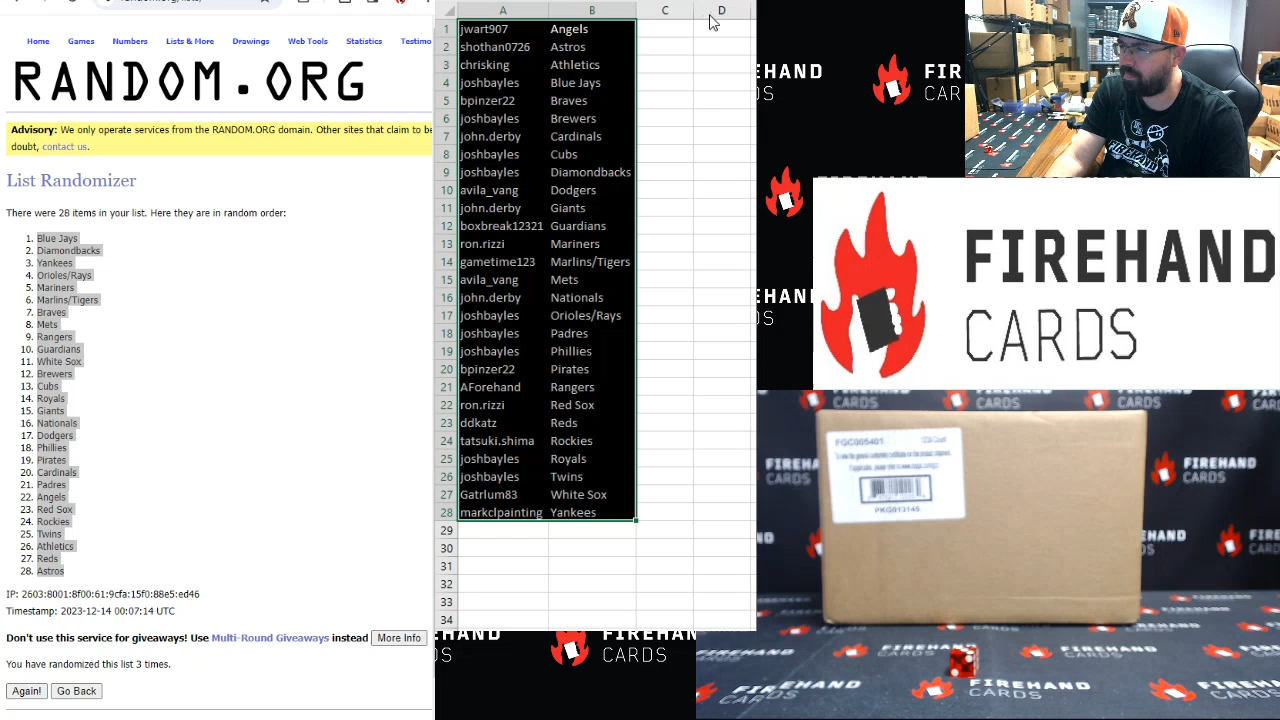 Home Games Numbers Lists & More Drawings Web Tools Statistics Testimo
RANDOM.ORG
Advisory: We only operate services from the RANDOM.ORG domain. Other sites that claim to be
doubt, contact us.
List Randomizer
There were 28 items in your list. Here they are in random order:
1. Blue Jays
2. Diamondbacks
3. Yankees
4. Orioles/Rays
5. Mariners
6. Marlins/Tigers
7. Braves
8. Mets
9. Rangers
10. Guardians
11. White Sox
12. Brewers
13. Cubs
14. Royals
15. Giants
16. Nationals
17. Dodgers
18. Phillies
19. Pirates
20. Cardinals
21. Padres
22. Angels
23. Red Sox
24. Rockies
25. Twins
26. Athletics
27. Reds
28. Astros
IP: 2603:8001:8f00:61:9cfa:15f0:88e5:ed46
Timestamp: 2023-12-14 00:07:14 UTC
Don't use this service for giveaways! Use Multi-Round Giveaways instead More Info
You have randomized this list 3 times.
Again! Go Back
A B C D
1 jwart907 Angels
2 shothan0726 Astros
3 chrisking Athletics
4 joshbayles Blue Jays
5 bpinzer22 Braves
6 joshbayles Brewers
7 john.derby Cardinals
8 joshbayles Cubs
9 joshbayles Diamondbacks
10 avila_vang Dodgers
11 john.derby Giants
12 boxbreak12321 Guardians
13 ron.rizzi Mariners
14 gametime123 Marlins/Tigers
15 avila_vang Mets
16 john.derby Nationals
17 joshbayles Orioles/Rays
18 joshbayles Padres
19 joshbayles Phillies
20 bpinzer22 Pirates
21 AForehand Rangers
22 ron.rizzi Red Sox
23 ddkatz Reds
24 tatsuki.shima Rockies
25 joshbayles Royals
26 joshbayles Twins
27 Gatrlum83 White Sox
28 markclpainting Yankees
29
30
31
32
33
34
FIREHAND
CARDS
FGC005401
PKG013145
FIREHAND
CARDS
FIREHAND
CARDS